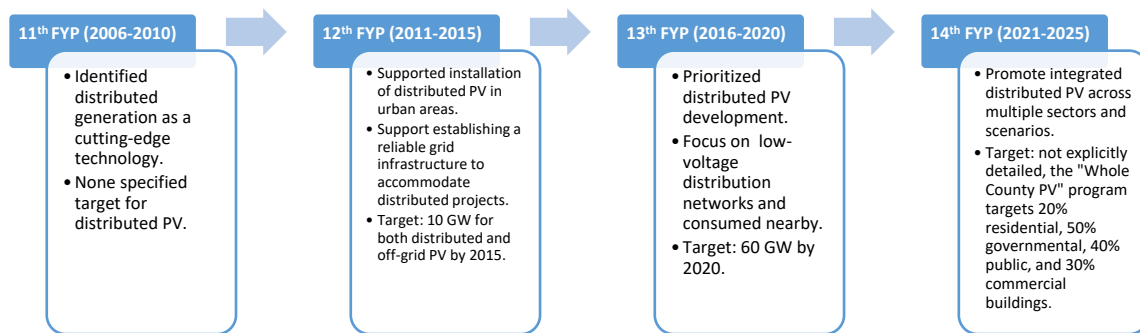 11th FYP (2006-2010)
• Identified
distributed
generation as a
cutting-edge
technology.
• None specified
target for
distributed PV.
12th FYP (2011-2015)
• Supported installation
of distributed PV in
urban areas.
• Support establishing a
reliable grid
infrastructure to
accommodate
distributed projects.
• Target: 10 GW for
both distributed and
off-grid PV by 2015.
13th FYP (2016-2020)
• Prioritized
distributed PV
development.
• Focus on low-
voltage
distribution
networks and
consumed nearby.
• Target: 60 GW by
2020.
14th FYP (2021-2025)
• Promote integrated
distributed PV across
multiple sectors and
scenarios.
• Target: not explicitly
detailed, the "Whole
County PV" program
targets 20%
residential, 50%
governmental, 40%
public, and 30%
commercial
buildings.